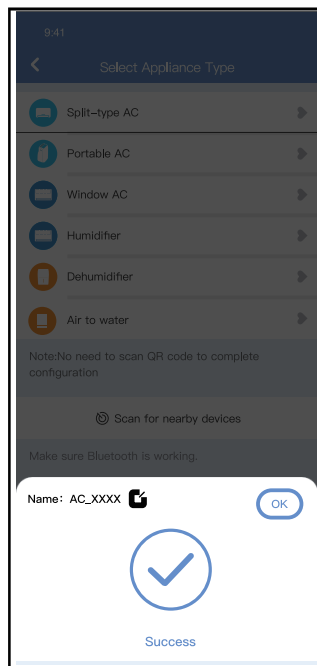 9:41
Select Appliance Type
Split-type AC
Portable AC
Window AC
Humidifier
Dehumidifier
Air to water
Note:No need to scan QR code to complete
configuration
Scan for nearby devices
Make sure Bluetooth is working.
Name: AC_XXXX
OK
Success